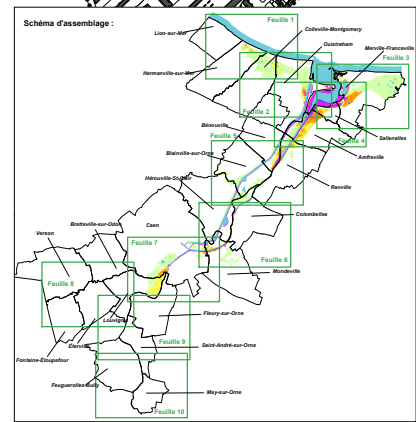 Schéma d'assemblage :
Feuille 1
Lion-sur-Mer
Colleville-Montgomery
Ouistreham
Merville-Franceville
Hermanville-sur-Mer
Feuille 3
Feuille 2
Bénouville
Feuille 4
Sallenelles
Feuille 5
Amfreville
Blainville-sur-Orne
Ranville
Hérouville-St-Clair
Colombelles
Caen
Bretteville-sur-Odon
Verson
Feuille 7
Feuille 6
Mondeville
Feuille 8
Louvigny
Fleury-sur-Orne
Eterville
Feuille 9
Saint-André-sur-Orne
Fontaine-Etoupefour
Feuguerolles-Bully
May-sur-Orne
Feuille 10